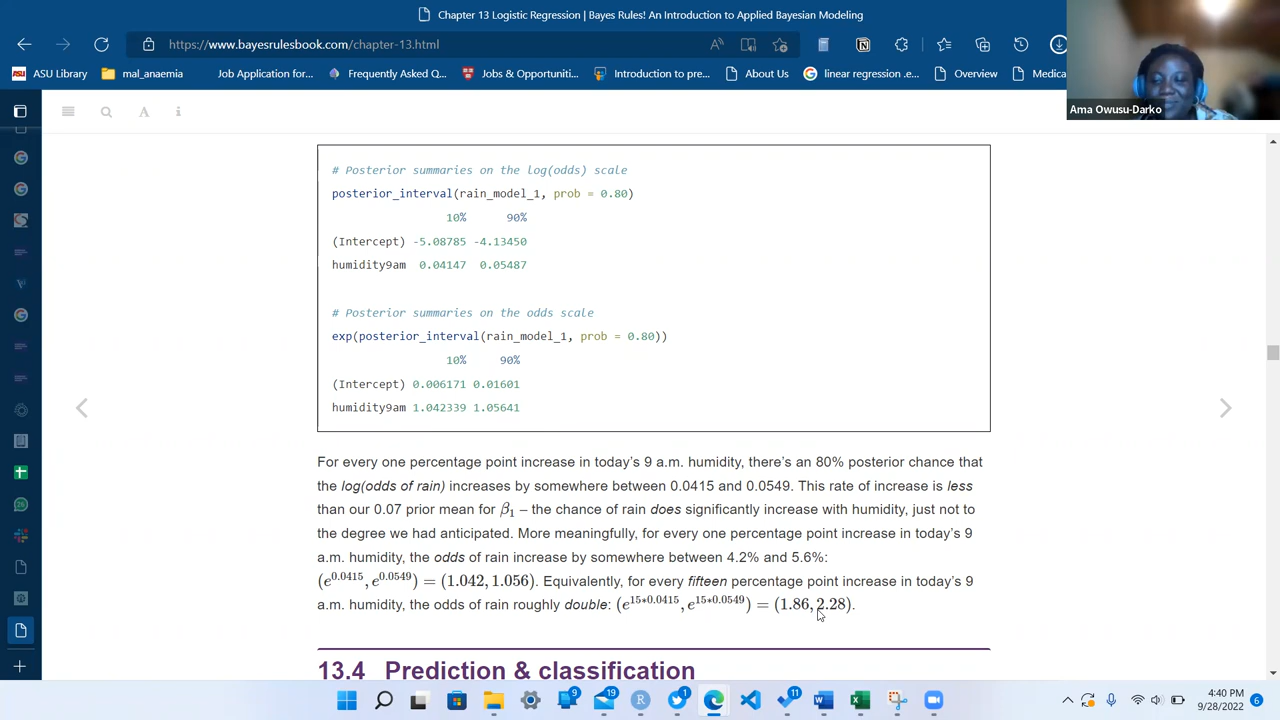 Chapter 13 Logistic Regression | Bayes Rules! An Introduction to Applied Bayesian Modeling
https://www.bayesrulesbook.com/chapter-13.html
ASU Library
mal_anaemia
Job Application for...
Frequently Asked Q...
Jobs & Opportuniti...
Introduction to pre...
About Us
linear regression .e...
Overview
Medica
Ama Owusu-Darko
# Posterior summaries on the log(odds) scale
posterior_interval(rain_model_1, prob = 0.80)
10% 90%
(Intercept) -5.08785 -4.13450
humidity9am 0.04147 0.05487
# Posterior summaries on the odds scale
exp(posterior_interval(rain_model_1, prob = 0.80))
10% 90%
(Intercept) 0.006171 0.01601
humidity9am 1.042339 1.05641
For every one percentage point increase in today's 9 a.m. humidity, there's an 80% posterior chance that
the log(odds of rain) increases by somewhere between 0.0415 and 0.0549. This rate of increase is less
than our 0.07 prior mean for β₁ – the chance of rain does significantly increase with humidity, just not to
the degree we had anticipated. More meaningfully, for every one percentage point increase in today's 9
a.m. humidity, the odds of rain increase by somewhere between 4.2% and 5.6%:
(e^0.0415, e^0.0549) = (1.042, 1.056). Equivalently, for every fifteen percentage point increase in today's 9
a.m. humidity, the odds of rain roughly double: (e^15*0.0415, e^15*0.0549) = (1.86, 2.28).
13.4 Prediction & classification
9
19
1
11
4:40 PM
9/28/2022
6